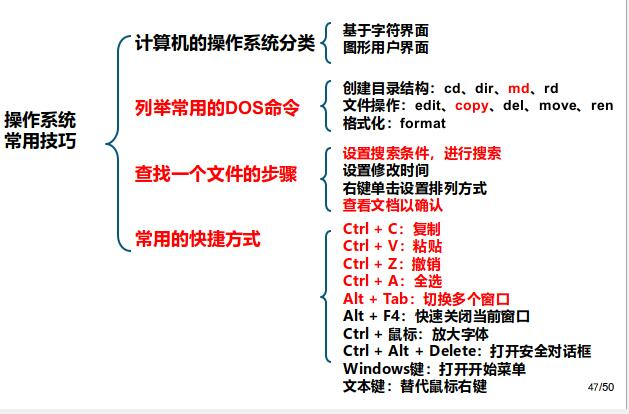 操作系统
常用技巧
计算机的操作系统分类
基于字符界面
图形用户界面
列举常用的DOS命令
创建目录结构：cd、dir、md、rd
文件操作：edit、copy、del、move、ren
格式化：format
查找一个文件的步骤
设置搜索条件，进行搜索
设置修改时间
右键单击设置排列方式
查看文档以确认
常用的快捷方式
Ctrl + C：复制
Ctrl + V：粘贴
Ctrl + Z：撤销
Ctrl + A：全选
Alt + Tab：切换多个窗口
Alt + F4：快速关闭当前窗口
Ctrl + 鼠标：放大字体
Ctrl + Alt + Delete：打开安全对话框
Windows键：打开开始菜单
文本键：替代鼠标右键
47/50